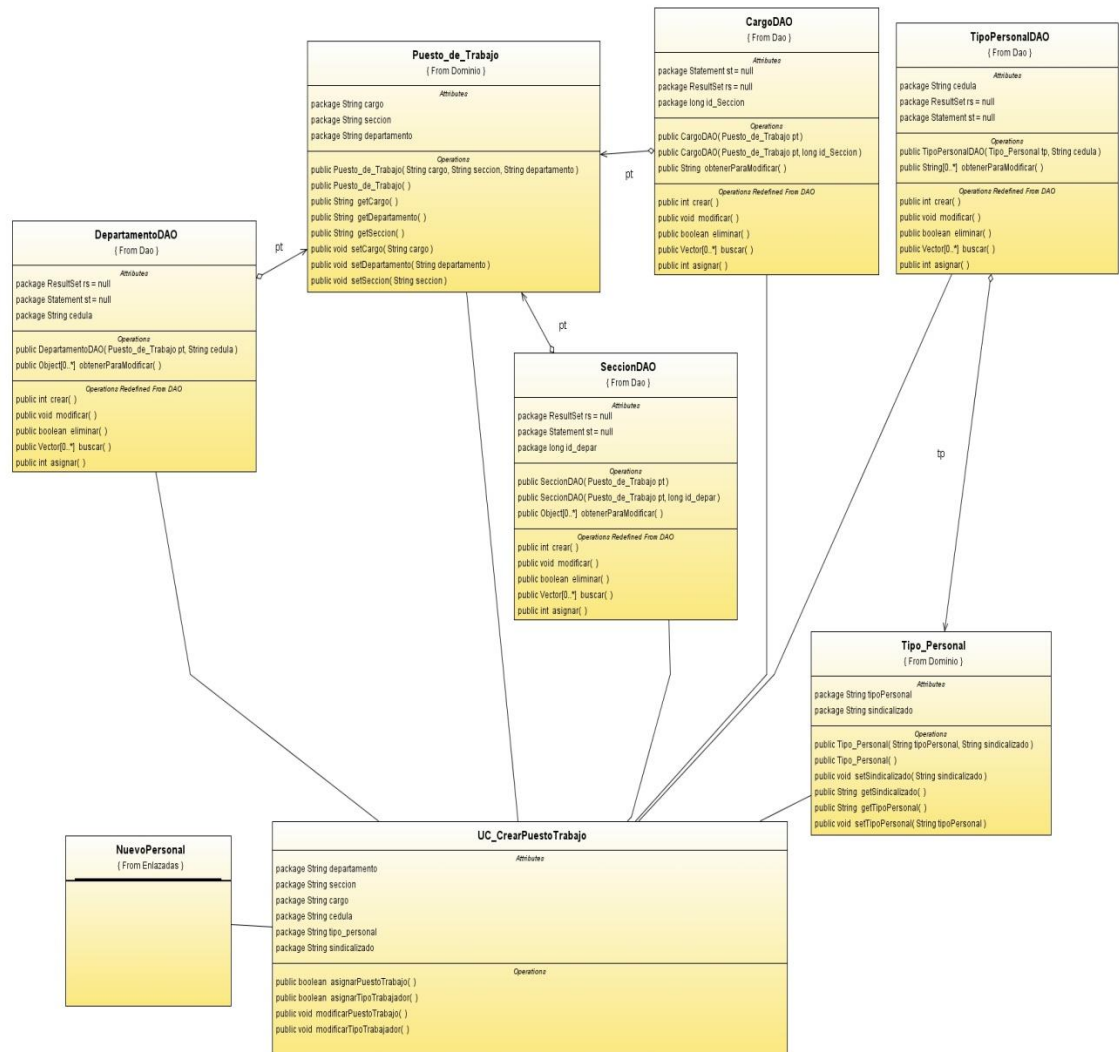 CargoDAO
{ From Dao }
Attributes
package Statement st = null
package ResultSet rs = null
package long id_Seccion
Operations
public CargoDAO( Puesto_de_Trabajo pt )
public CargoDAO( Puesto_de_Trabajo pt, long id_Seccion )
public String obtenerParaModificar( )
Operations Redefined From DAO
public int crear( )
public void modificar( )
public boolean eliminar( )
public Vector[0..*] buscar( )
public int asignar( )
TipoPersonalDAO
{ From Dao }
Attributes
package String cedula
package ResultSet rs = null
package Statement st = null
Operations
public TipoPersonalDAO( Tipo_Personal tp, String cedula )
public String[0..*] obtenerParaModificar( )
Operations Redefined From DAO
public int crear( )
public void modificar( )
public boolean eliminar( )
public Vector[0..*] buscar( )
public int asignar( )
Puesto_de_Trabajo
{ From Dominio }
Attributes
package String cargo
package String seccion
package String departamento
Operations
public Puesto_de_Trabajo( String cargo, String seccion, String departamento )
public Puesto_de_Trabajo( )
public String getCargo( )
public String getDepartamento( )
public String getSeccion( )
public void setCargo( String cargo )
public void setDepartamento( String departamento )
public void setSeccion( String seccion )
pt
pt
pt
tp
DepartamentoDAO
{ From Dao }
Attributes
package ResultSet rs = null
package Statement st = null
package String cedula
Operations
public DepartamentoDAO( Puesto_de_Trabajo pt, String cedula )
public Object[0..*] obtenerParaModificar( )
Operations Redefined From DAO
public int crear( )
public void modificar( )
public boolean eliminar( )
public Vector[0..*] buscar( )
public int asignar( )
SeccionDAO
{ From Dao }
Attributes
package ResultSet rs = null
package Statement st = null
package long id_depar
Operations
public SeccionDAO( Puesto_de_Trabajo pt )
public SeccionDAO( Puesto_de_Trabajo pt, long id_depar )
public Object[0..*] obtenerParaModificar( )
Operations Redefined From DAO
public int crear( )
public void modificar( )
public boolean eliminar( )
public Vector[0..*] buscar( )
public int asignar( )
Tipo_Personal
{ From Dominio }
Attributes
package String tipoPersonal
package String sindicalizado
Operations
public Tipo_Personal( String tipoPersonal, String sindicalizado )
public Tipo_Personal( )
public void setSindicalizado( String sindicalizado )
public String getSindicalizado( )
public String getTipoPersonal( )
public void setTipoPersonal( String tipoPersonal )
NuevoPersonal
{ From Enlazadas }
UC_CrearPuestoTrabajo
Attributes
package String departamento
package String seccion
package String cargo
package String cedula
package String tipo_personal
package String sindicalizado
Operations
public boolean asignarPuestoTrabajo( )
public boolean asignarTipoTrabajador( )
public void modificarPuestoTrabajo( )
public void modificarTipoTrabajador( )